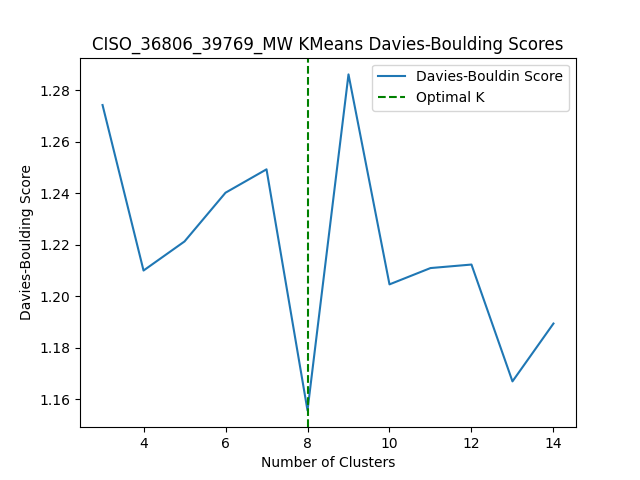 CISO_36806_39769_MW KMeans Davies-Boulding Scores
Davies-Bouldin Score
Optimal K
Davies-Boulding Score
1.28
1.26
1.24
1.22
1.20
1.18
1.16
4 6 8 10 12 14
Number of Clusters